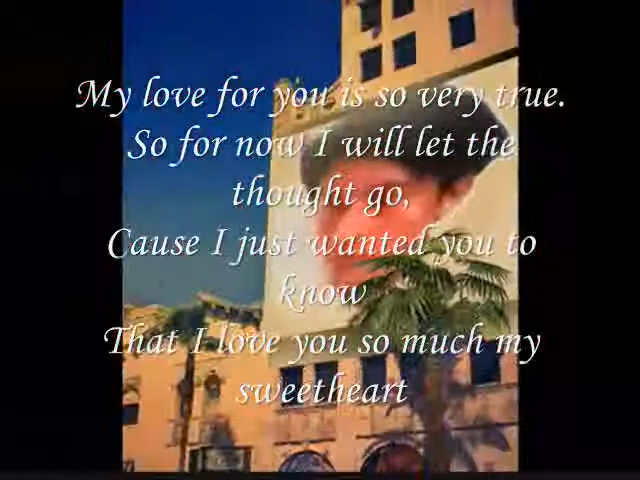 My love for you is so very true.
So for now I will let the
thought go,
Cause I just wanted you to
know
That I love you so much my
sweetheart